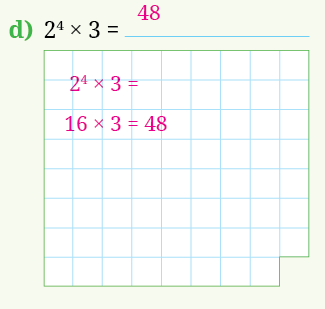 d) 2⁴ × 3 = 48
2⁴ × 3 =
16 × 3 = 48